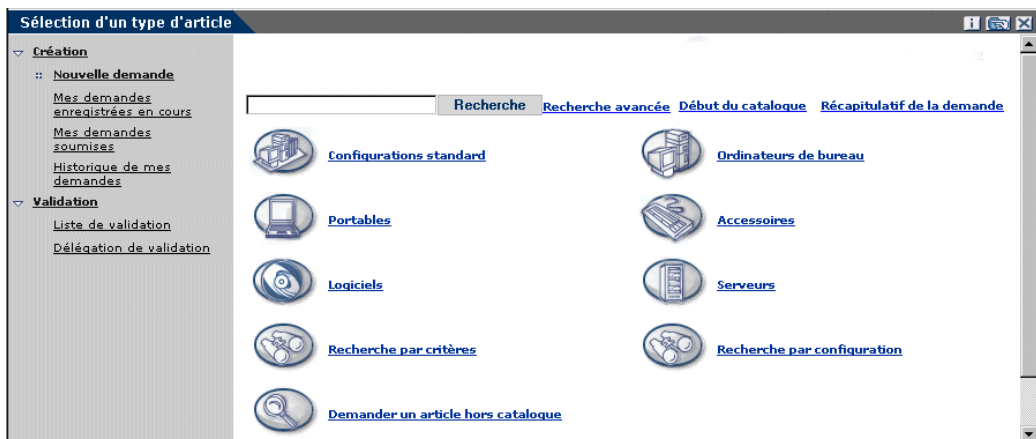 Sélection d'un type d'article
Création
Nouvelle demande
Mes demandes
enregistrées en cours
Mes demandes
soumises
Historique de mes
demandes
Validation
Liste de validation
Délégation de validation
Recherche Recherche avancée Début du catalogue Récapitulatif de la demande
Configurations standard
Ordinateurs de bureau
Portables
Accessoires
Logiciels
Serveurs
Recherche par critères
Recherche par configuration
Demander un article hors catalogue